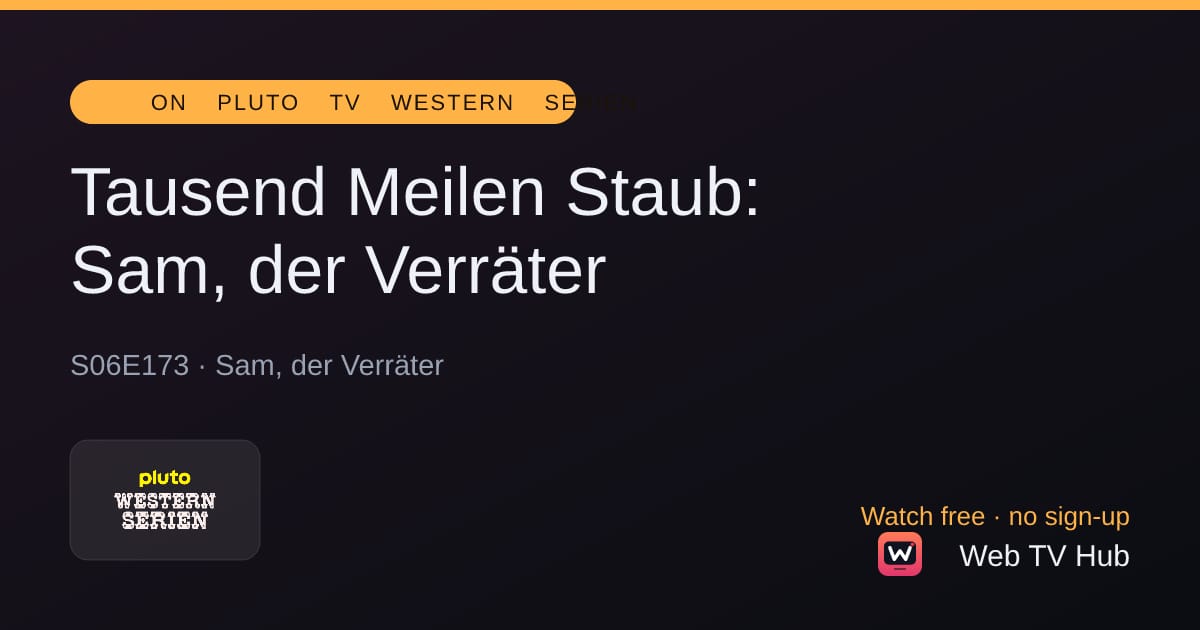 ON PLUTO TV WESTERN SERIEN
Tausend Meilen Staub:
Sam, der Verräter
S06E173 · Sam, der Verräter
pluto
WESTERN
SERIEN
Watch free · no sign-up
Web TV Hub